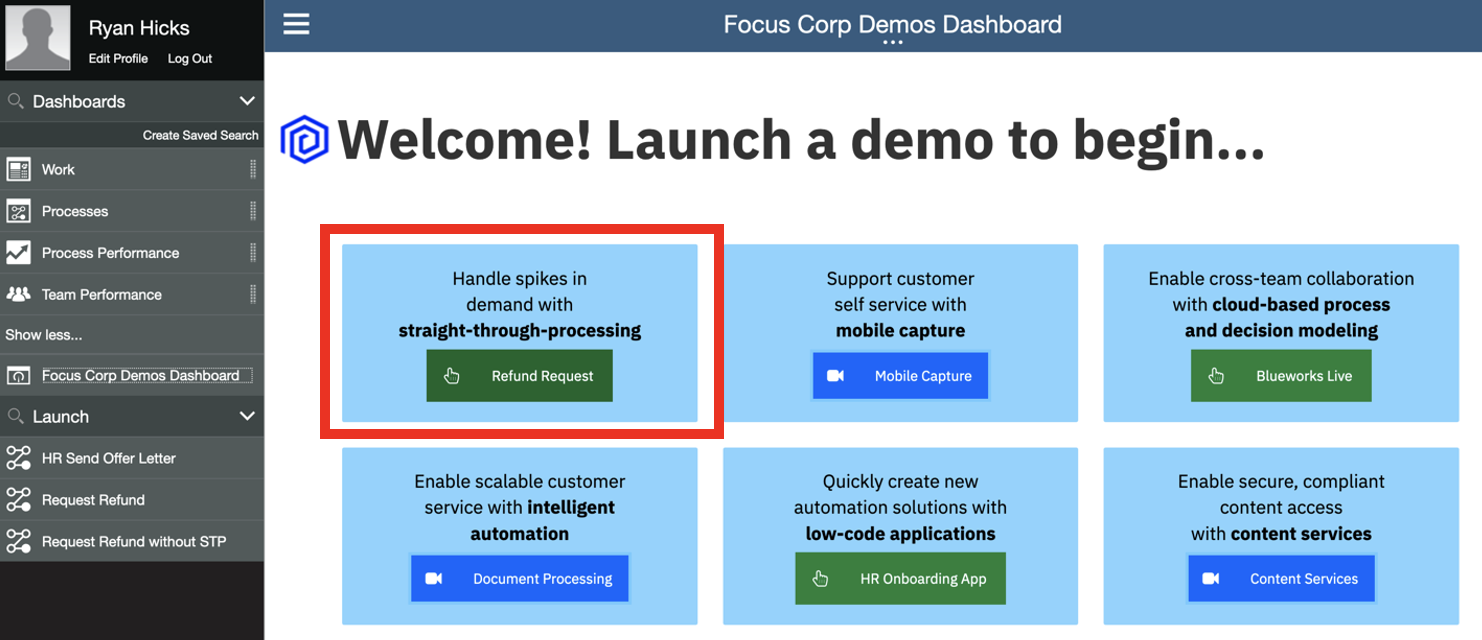 Ryan Hicks
Edit Profile Log Out
Dashboards
Create Saved Search
Work
Processes
Process Performance
Team Performance
Show less...
Focus Corp Demos Dashboard
Launch
HR Send Offer Letter
Request Refund
Request Refund without STP
Focus Corp Demos Dashboard
Welcome! Launch a demo to begin...
Handle spikes in
demand with
straight-through-processing
Refund Request
Support customer
self service with
mobile capture
Mobile Capture
Enable cross-team collaboration
with cloud-based process
and decision modeling
Blueworks Live
Enable scalable customer
service with intelligent
automation
Document Processing
Quickly create new
automation solutions with
low-code applications
HR Onboarding App
Enable secure, compliant
content access
with content services
Content Services